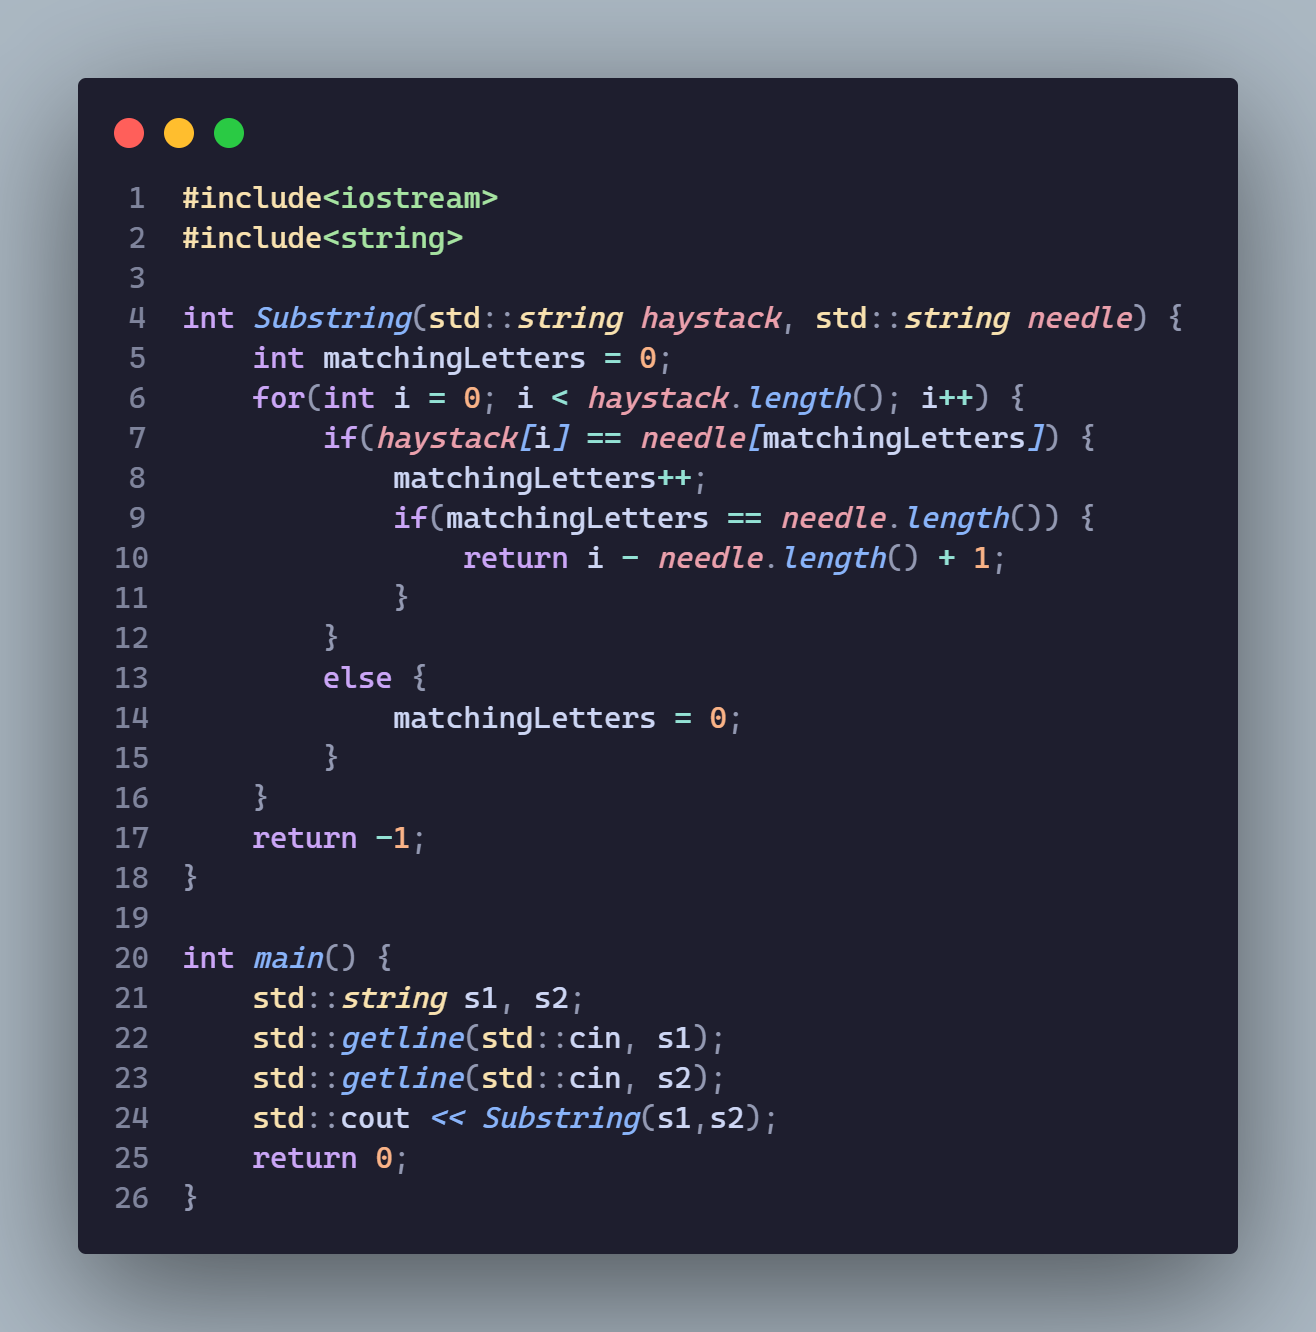 1 #include<iostream>
2 #include<string>
3
4 int Substring(std::string haystack, std::string needle) {
5     int matchingLetters = 0;
6     for(int i = 0; i < haystack.length(); i++) {
7         if(haystack[i] == needle[matchingLetters]) {
8             matchingLetters++;
9             if(matchingLetters == needle.length()) {
10                 return i - needle.length() + 1;
11             }
12         }
13         else {
14             matchingLetters = 0;
15         }
16     }
17     return -1;
18 }
19
20 int main() {
21     std::string s1, s2;
22     std::getline(std::cin, s1);
23     std::getline(std::cin, s2);
24     std::cout << Substring(s1,s2);
25     return 0;
26 }